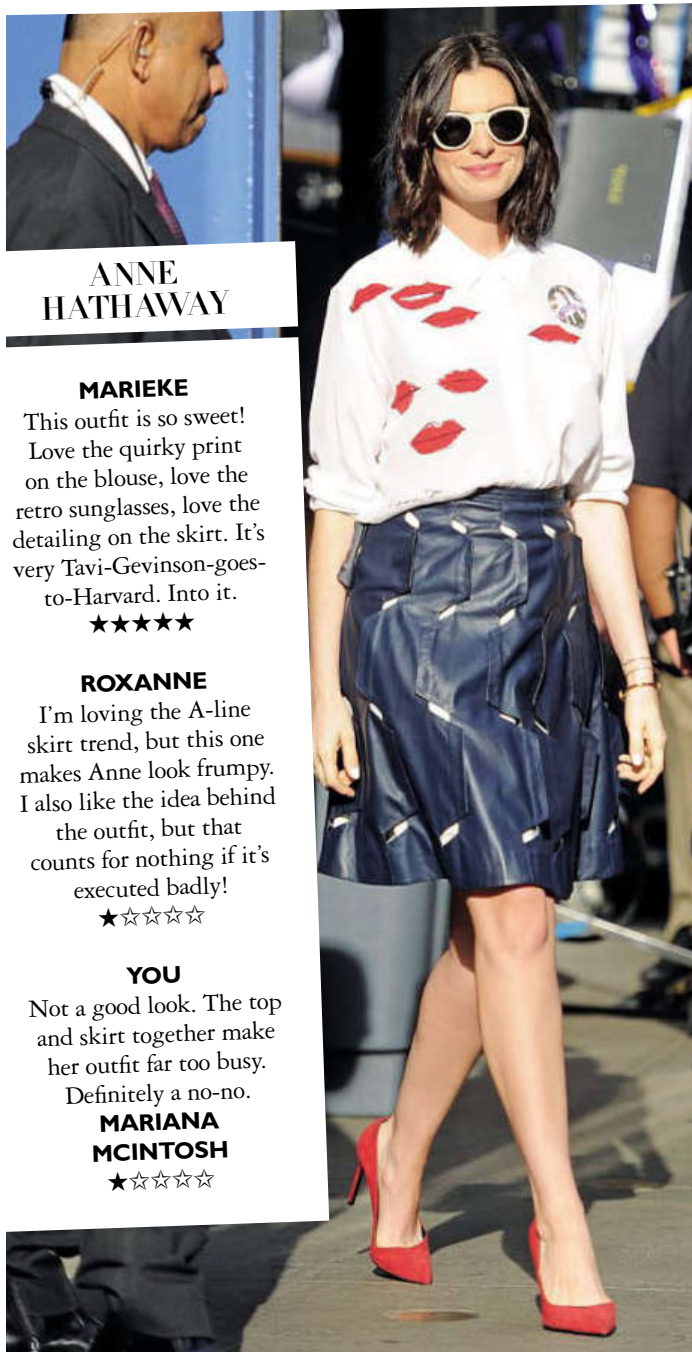 ANNE
HATHAWAY
MARIEKE
This outfit is so sweet!
Love the quirky print
on the blouse, love the
retro sunglasses, love the
detailing on the skirt. It's
very Tavi-Gevinson-goes-
to-Harvard. Into it.
★★★★★
ROXANNE
I'm loving the A-line
skirt trend, but this one
makes Anne look frumpy.
I also like the idea behind
the outfit, but that
counts for nothing if it's
executed badly!
★☆☆☆☆
YOU
Not a good look. The top
and skirt together make
her outfit far too busy.
Definitely a no-no.
MARIANA
MCINTOSH
★☆☆☆☆